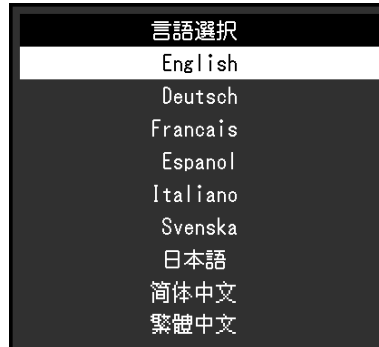 言語選択
English
Deutsch
Francais
Espanol
Italiano
Svenska
日本語
简体中文
繁體中文